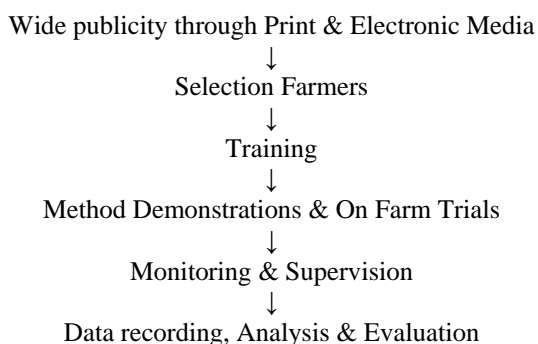 Wide publicity through Print & Electronic Media
↓
Selection Farmers
↓
Training
↓
Method Demonstrations & On Farm Trials
↓
Monitoring & Supervision
↓
Data recording, Analysis & Evaluation